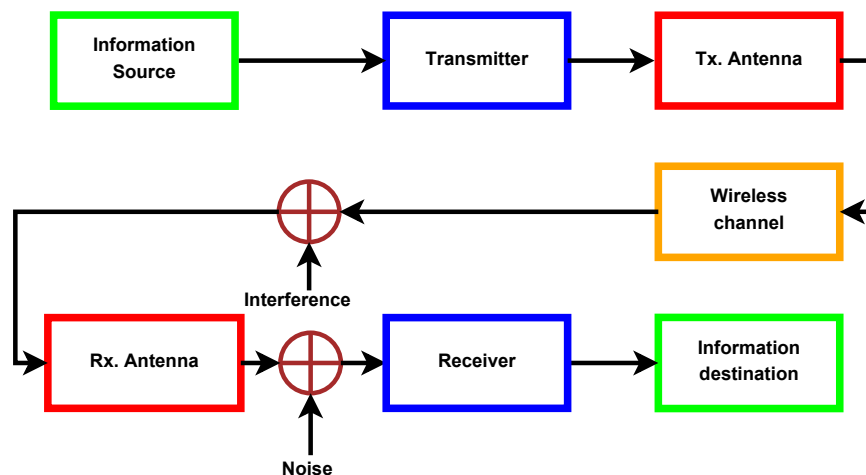 Information
Source
Transmitter
Tx. Antenna
Wireless
channel
Interference
Rx. Antenna
Receiver
Information
destination
Noise